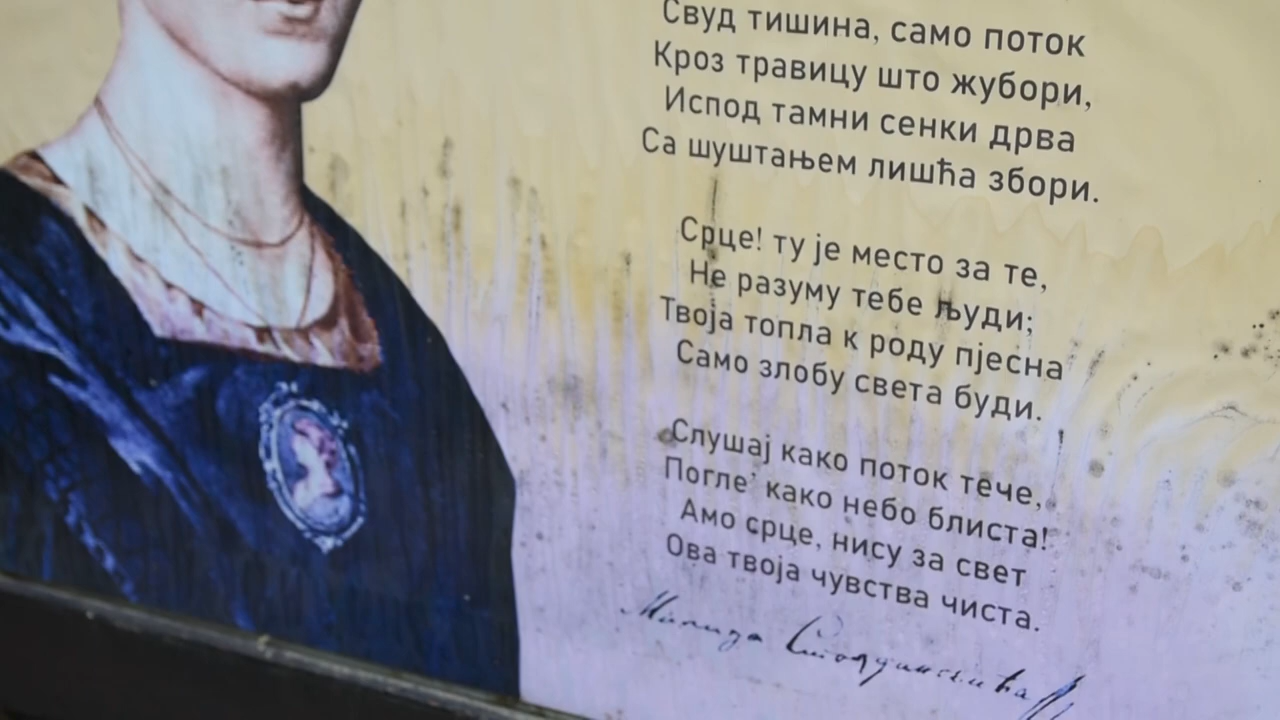 Свуд тишина, само поток
Кроз травицу што жубори,
Испод тамни сенки дрва
Са шуштањем лишћа збори.
Срце! ту је место за те,
Не разуму тебе људи;
Твоја топла к роду пјесна
Само злобу света буди.
Слушај како поток тече,
Погле' како небо блиста!
Амо срце, нису за свет
Ова твоја чувства чиста.
Милица